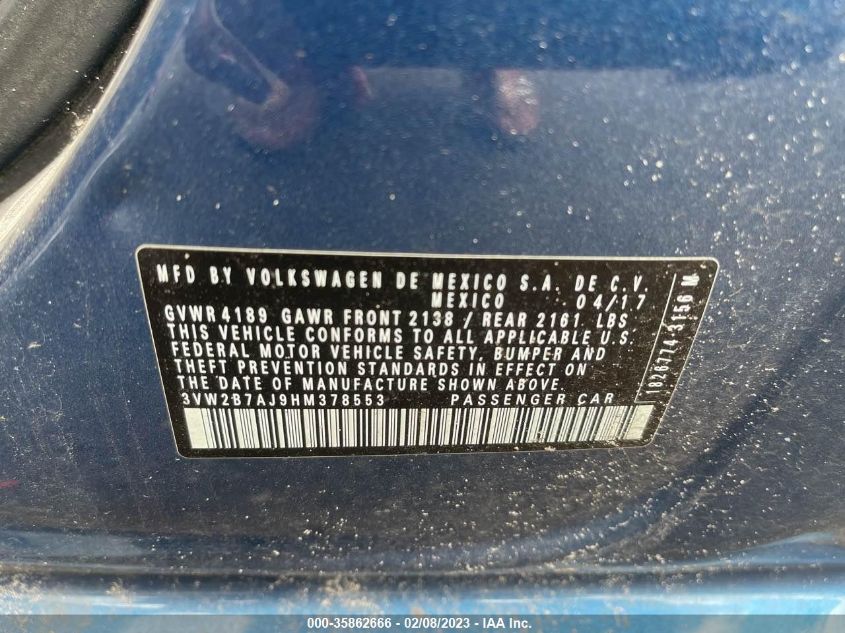 MFD BY VOLKSWAGEN DE MEXICO S.A. DE C.V.
MEXICO 04/17
GVWR 4189 GAWR FRONT 2138 / REAR 2161 LBS
THIS VEHICLE CONFORMS TO ALL APPLICABLE U.S.
FEDERAL MOTOR VEHICLE SAFETY, BUMPER AND
THEFT PREVENTION STANDARDS IN EFFECT ON
THE DATE OF MANUFACTURE SHOWN ABOVE.
3VW2B7AJ9HM378553 PASSENGER CAR
1826774-3156 M
000-35862666 - 02/08/2023 - IAA Inc.